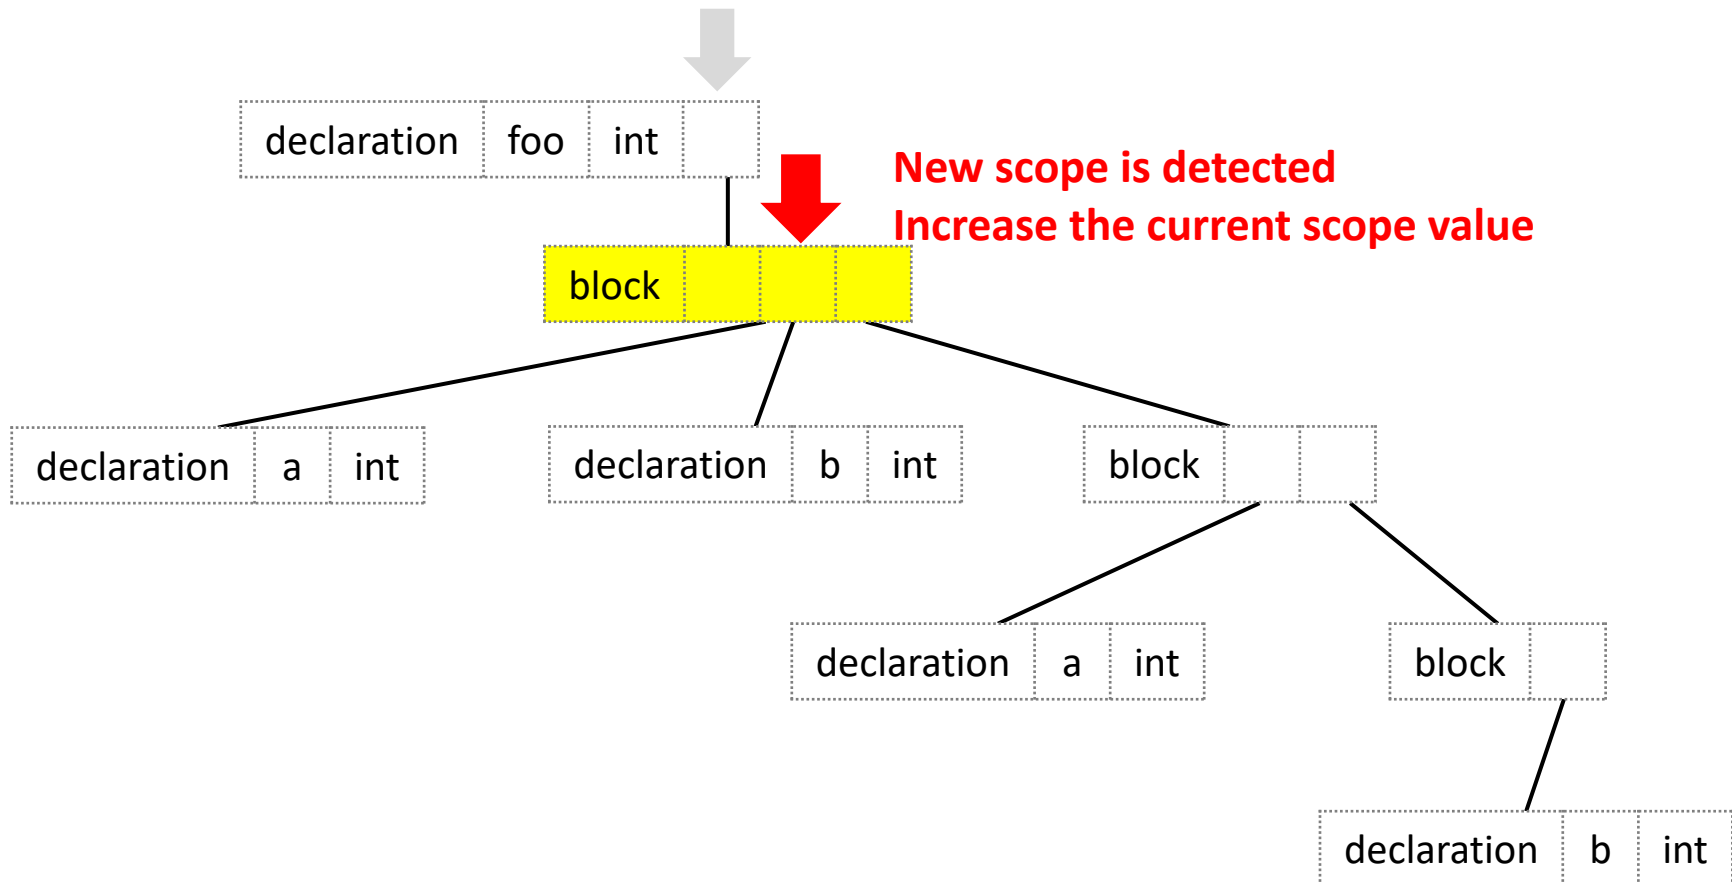 declaration foo int
New scope is detected
Increase the current scope value
block
declaration a int
declaration b int
block
declaration a int
block
declaration b int